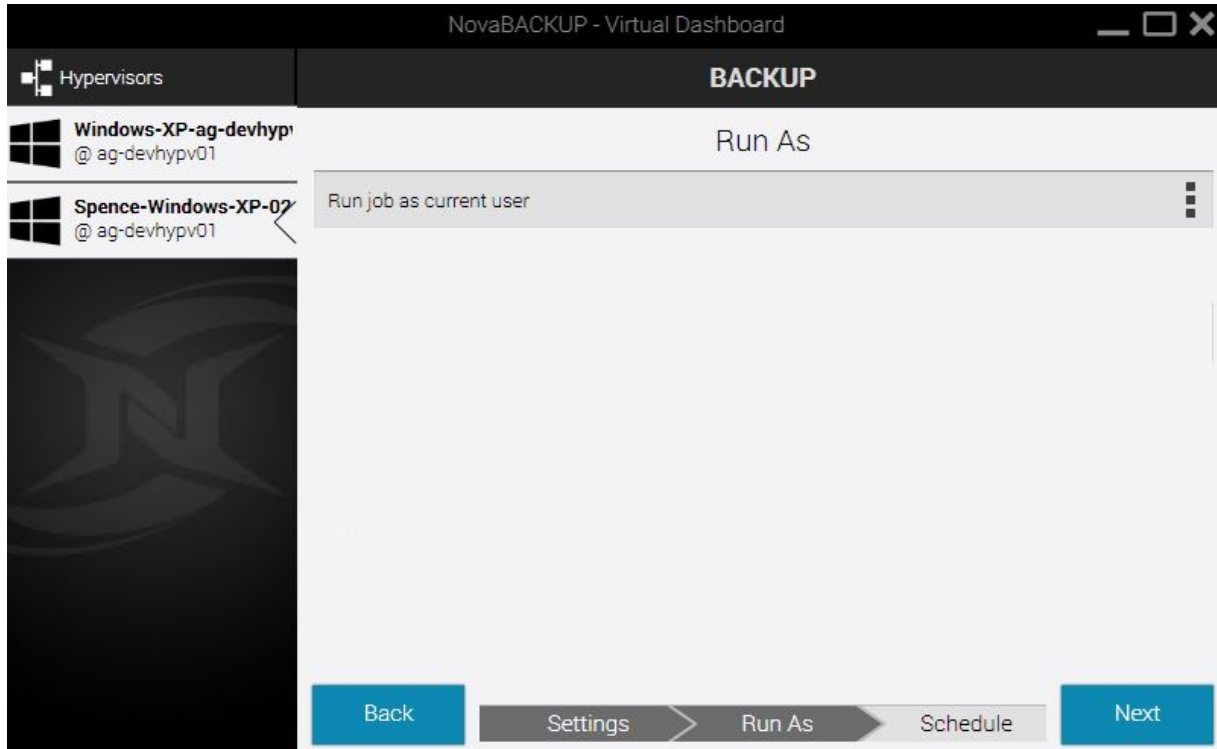 NovaBACKUP - Virtual Dashboard
Hypervisors
BACKUP
Windows-XP-ag-devhyp
@ ag-devhypv01
Spence-Windows-XP-02
@ ag-devhypv01
Run As
Run job as current user
Back
Settings
Run As
Schedule
Next